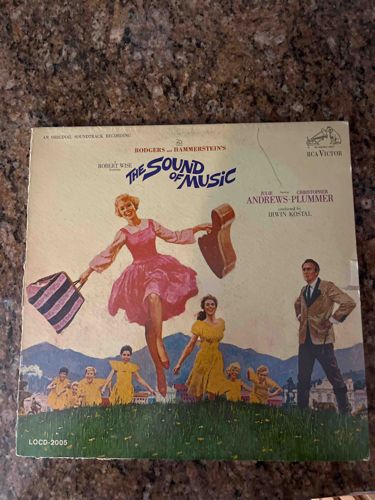 AN ORIGINAL SOUNDTRACK RECORDING
RCA VICTOR
RODGERS and HAMMERSTEIN'S
ROBERT WISE
THE SOUND
OF MUSIC
JULIE CHRISTOPHER
ANDREWS·PLUMMER
conducted by
IRWIN KOSTAL
LOCD-2005